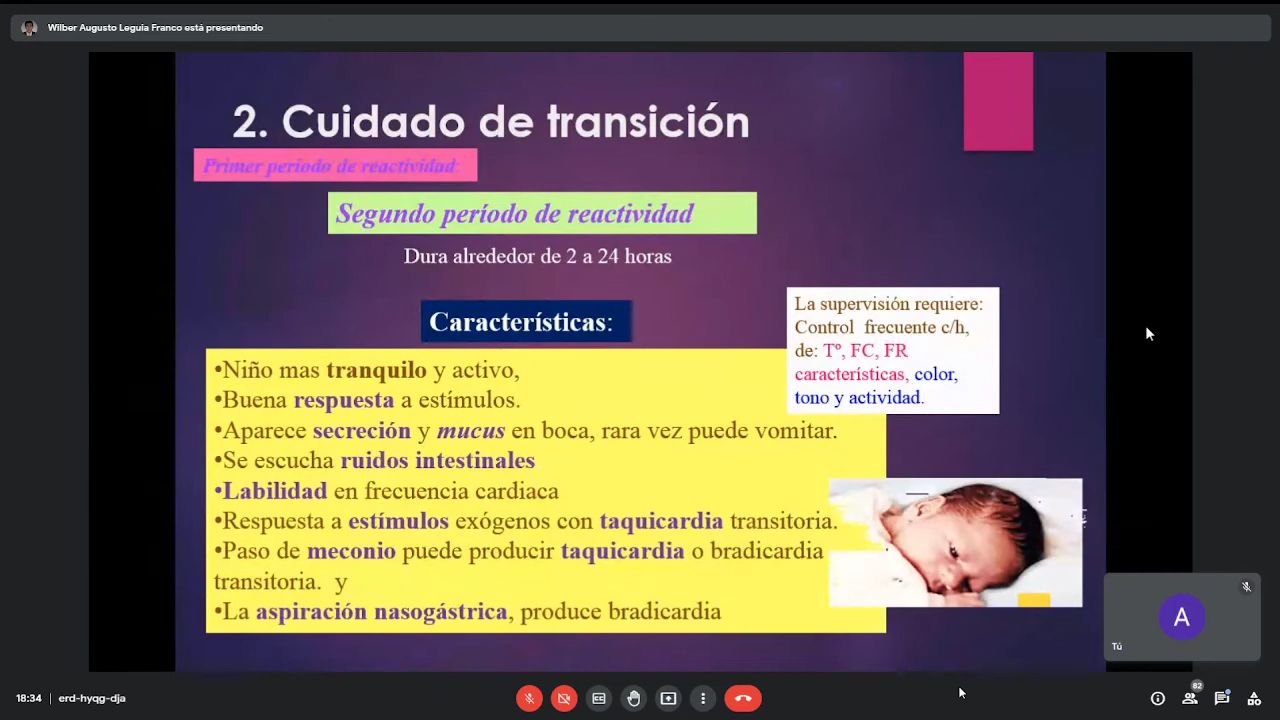 Wilber Augusto Leguia Franco está presentando
2. Cuidado de transición
Primer período de reactividad:
Segundo período de reactividad
Dura alrededor de 2 a 24 horas
Características:
La supervisión requiere:
Control frecuente c/h,
de: Tº, FC, FR
características, color,
tono y actividad.
•Niño mas tranquilo y activo,
•Buena respuesta a estímulos.
•Aparece secreción y mucus en boca, rara vez puede vomitar.
•Se escucha ruidos intestinales
•Labilidad en frecuencia cardiaca
•Respuesta a estímulos exógenos con taquicardia transitoria.
•Paso de meconio puede producir taquicardia o bradicardia
transitoria. y
•La aspiración nasogástrica, produce bradicardia
A
Tú
18:34 erd-hyqg-dja
82